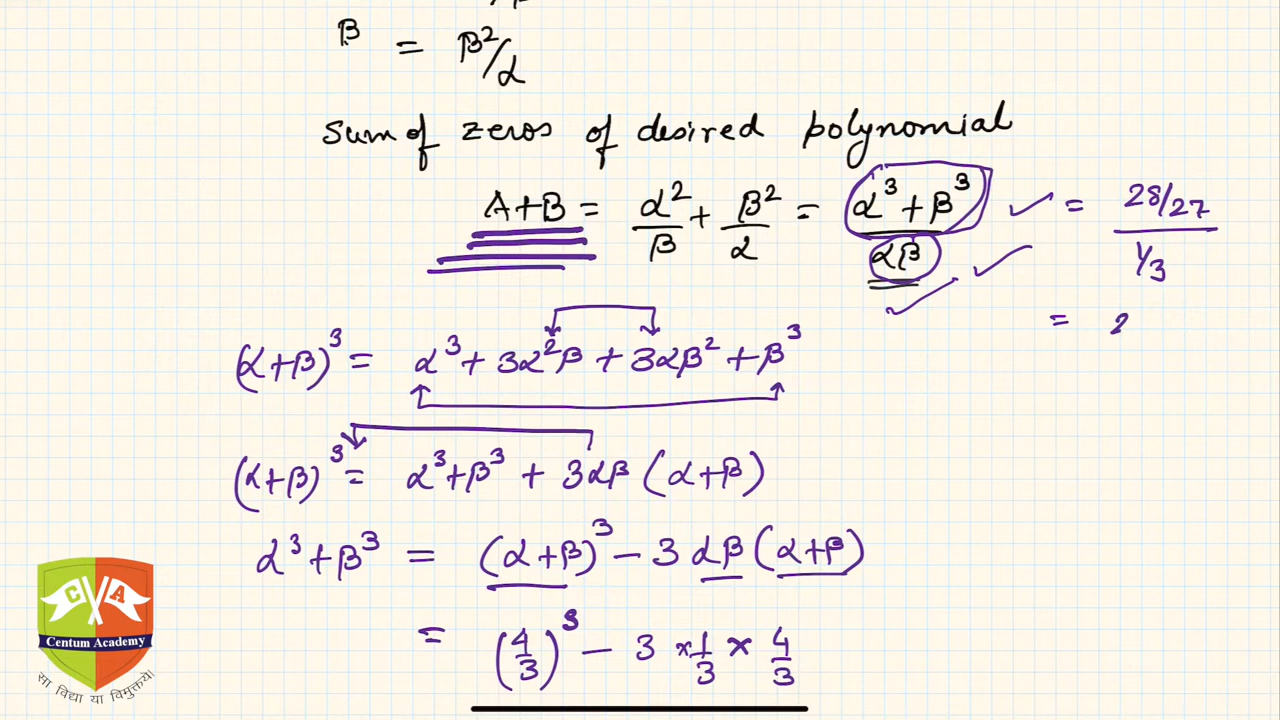 β = β²/α
Sum of zeros of desired polynomial
A+B = α²/β + β²/α = α³+β³/αβ = 28/27 / 1/3
= 2
(α+β)³ = α³ + 3α²β + 3αβ² + β³
(α+β)³ = α³+β³ + 3αβ (α+β)
α³+β³ = (α+β)³ − 3 αβ (α+β)
= (4/3)³ − 3 × 1/3 × 4/3
C A
Centum Academy
सा विद्या या विमुक्तये।